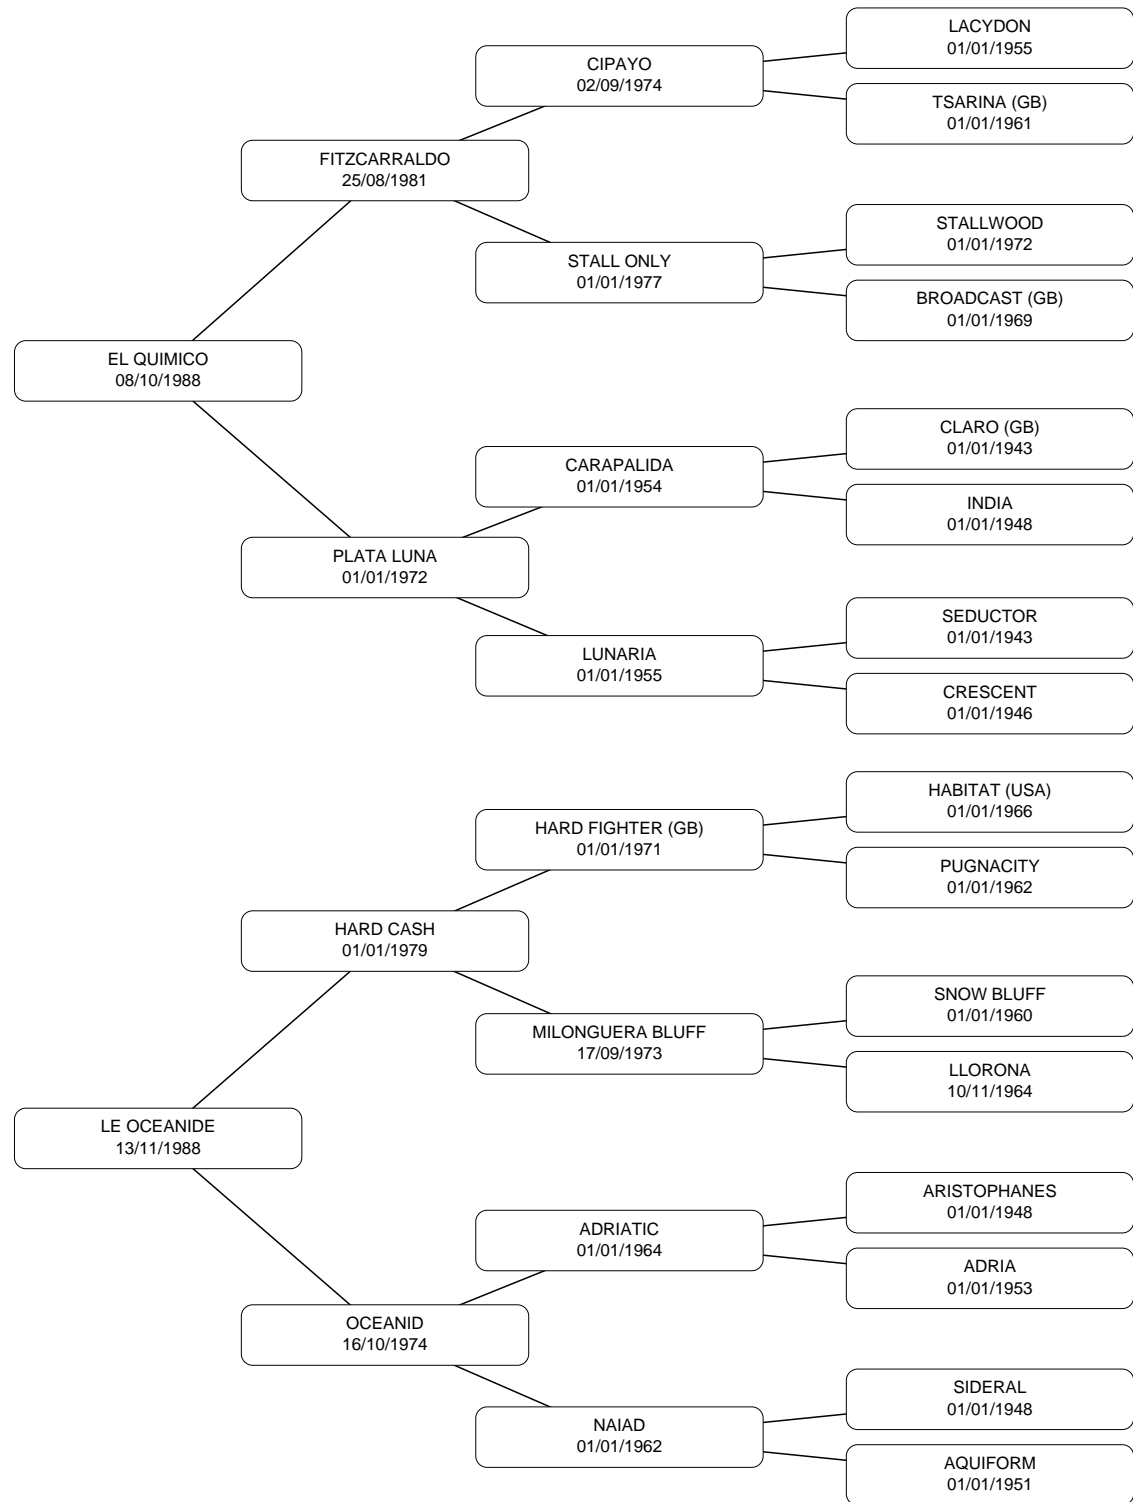 LACYDON
01/01/1955
CIPAYO
02/09/1974
TSARINA (GB)
01/01/1961
FITZCARRALDO
25/08/1981
STALLWOOD
01/01/1972
STALL ONLY
01/01/1977
BROADCAST (GB)
01/01/1969
EL QUIMICO
08/10/1988
CLARO (GB)
01/01/1943
CARAPALIDA
01/01/1954
INDIA
01/01/1948
PLATA LUNA
01/01/1972
SEDUCTOR
01/01/1943
LUNARIA
01/01/1955
CRESCENT
01/01/1946
HABITAT (USA)
01/01/1966
HARD FIGHTER (GB)
01/01/1971
PUGNACITY
01/01/1962
HARD CASH
01/01/1979
SNOW BLUFF
01/01/1960
MILONGUERA BLUFF
17/09/1973
LLORONA
10/11/1964
LE OCEANIDE
13/11/1988
ARISTOPHANES
01/01/1948
ADRIATIC
01/01/1964
ADRIA
01/01/1953
OCEANID
16/10/1974
SIDERAL
01/01/1948
NAIAD
01/01/1962
AQUIFORM
01/01/1951